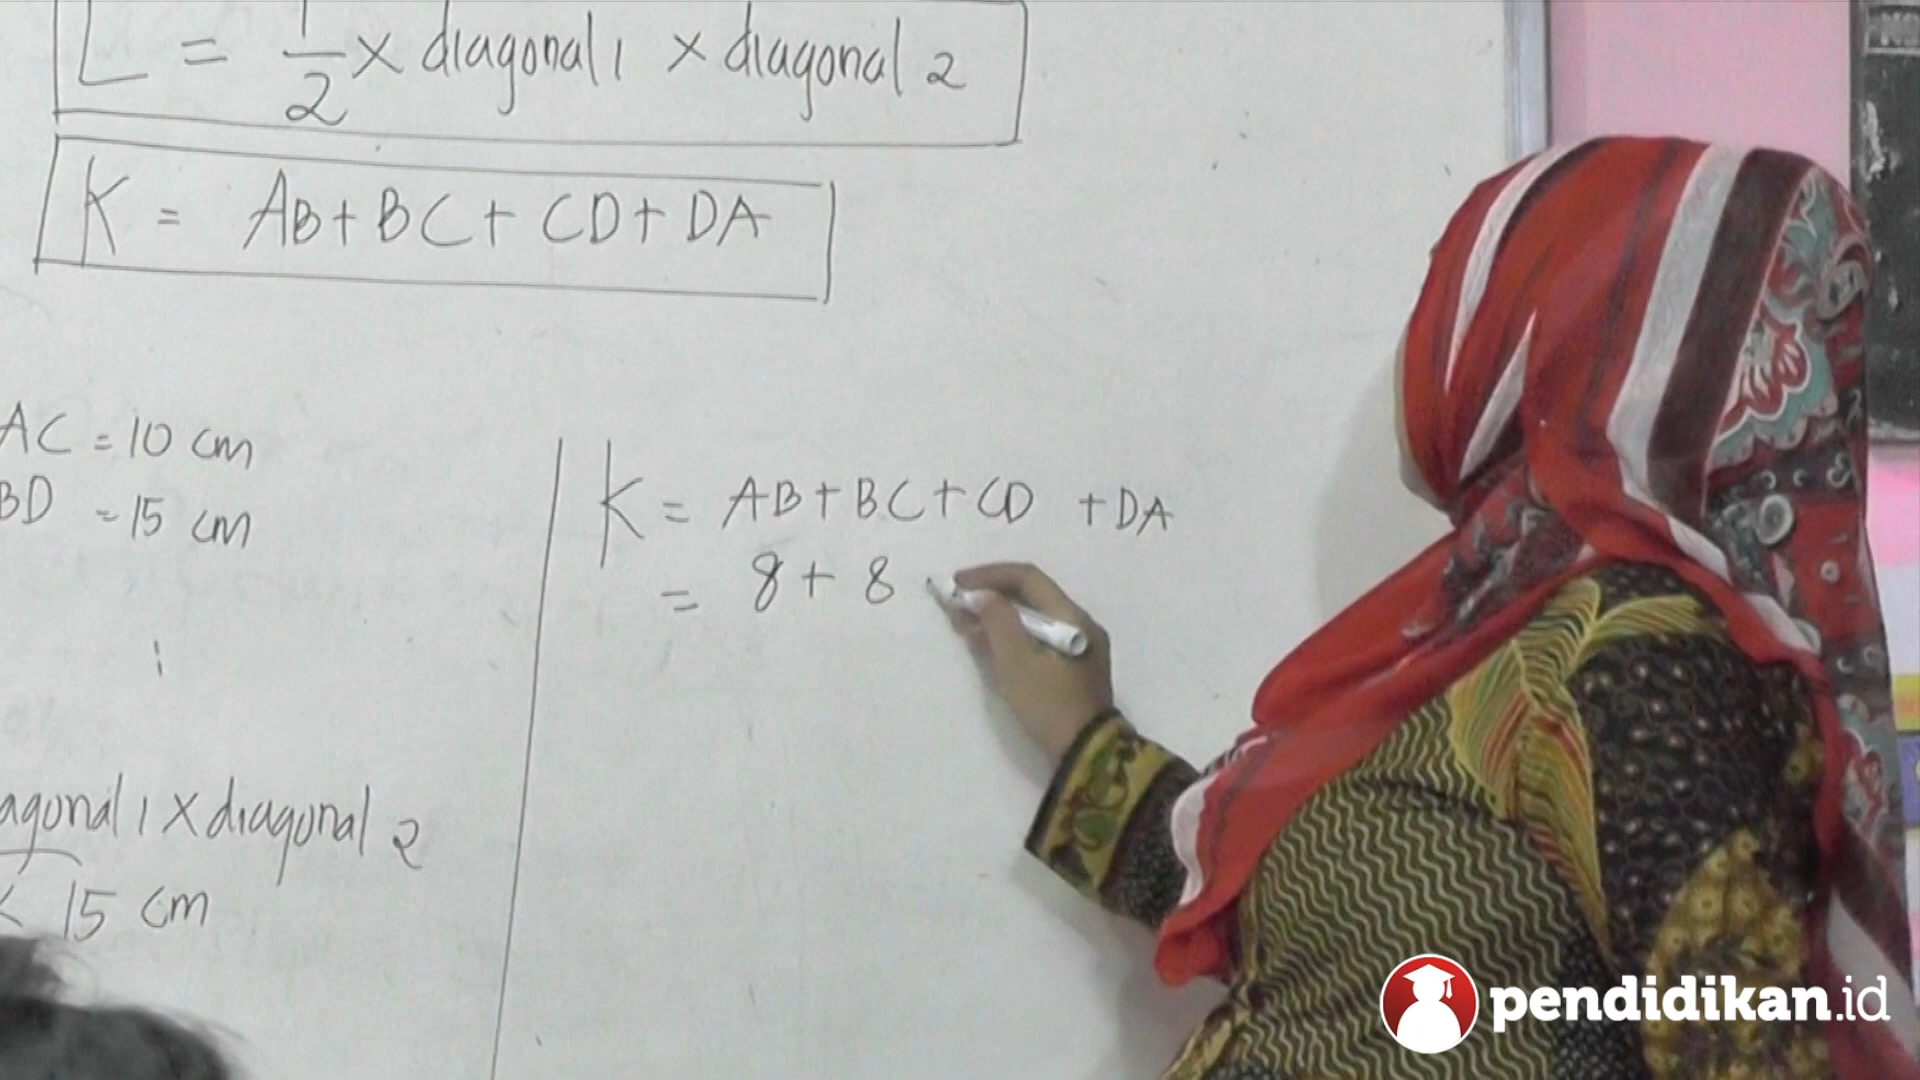 L = 1/2 × diagonal 1 × diagonal 2
K = AB + BC + CD + DA
AC = 10 cm
BD = 15 cm
agonal 1 × diagonal 2
15 cm
K = AB + BC + CD + DA
= 8 + 8
pendidikan.id